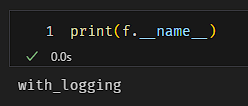 1 print(f.__name__)
0.0s
with_logging